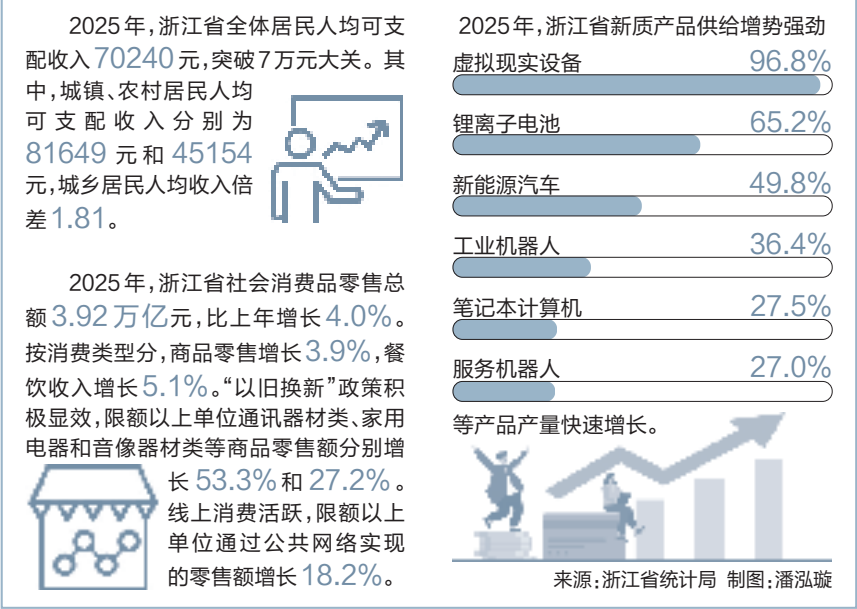 2025年,浙江省全体居民人均可支
配收入70240元,突破7万元大关。其
中,城镇、农村居民人均
可支配收入分别为
81649元和45154
元,城乡居民人均收入倍
差1.81。
2025年,浙江省社会消费品零售总
额3.92万亿元,比上年增长4.0%。
按消费类型分,商品零售增长3.9%,餐
饮收入增长5.1%。“以旧换新”政策积
极显效,限额以上单位通讯器材类、家用
电器和音像器材类等商品零售额分别增
长53.3%和27.2%。
线上消费活跃,限额以上
单位通过公共网络实现
的零售额增长18.2%。
2025年,浙江省新质产品供给增势强劲
虚拟现实设备 96.8%
锂离子电池 65.2%
新能源汽车 49.8%
工业机器人 36.4%
笔记本计算机 27.5%
服务机器人 27.0%
等产品产量快速增长。
来源:浙江省统计局 制图:潘泓璇